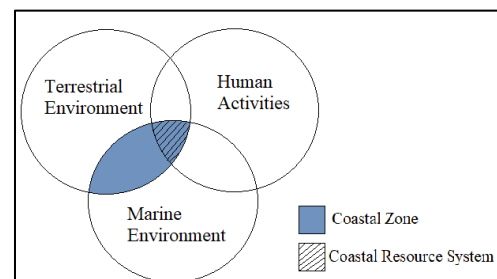 Terrestrial
Environment
Human
Activities
Marine
Environment
Coastal Zone
Coastal Resource System